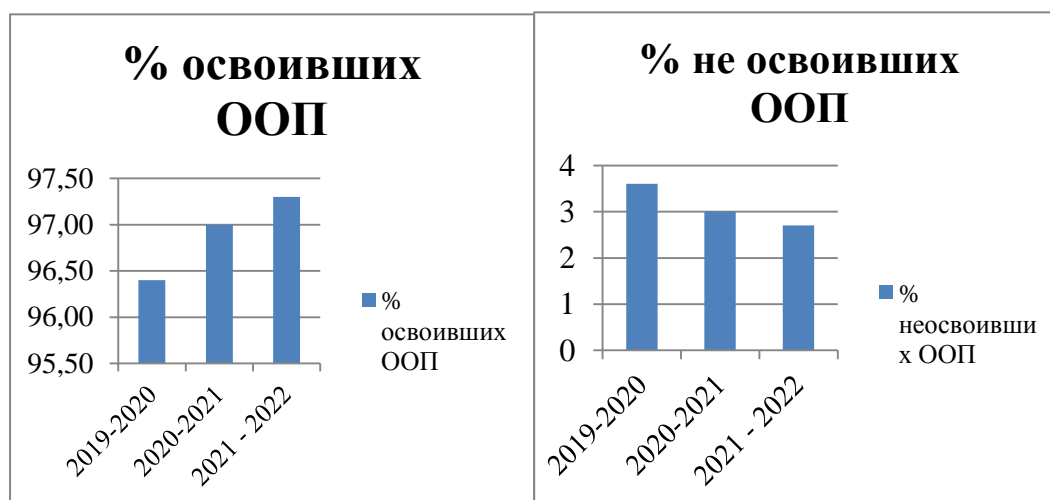 % освоивших
ООП
97,50
97,00
96,50
96,00
95,50
2019-2020
2020-2021
2021 - 2022
%
освоивших
ООП
% не освоивших
ООП
4
3
2
1
0
2019-2020
2020-2021
2021 - 2022
%
неосвоивши
х ООП